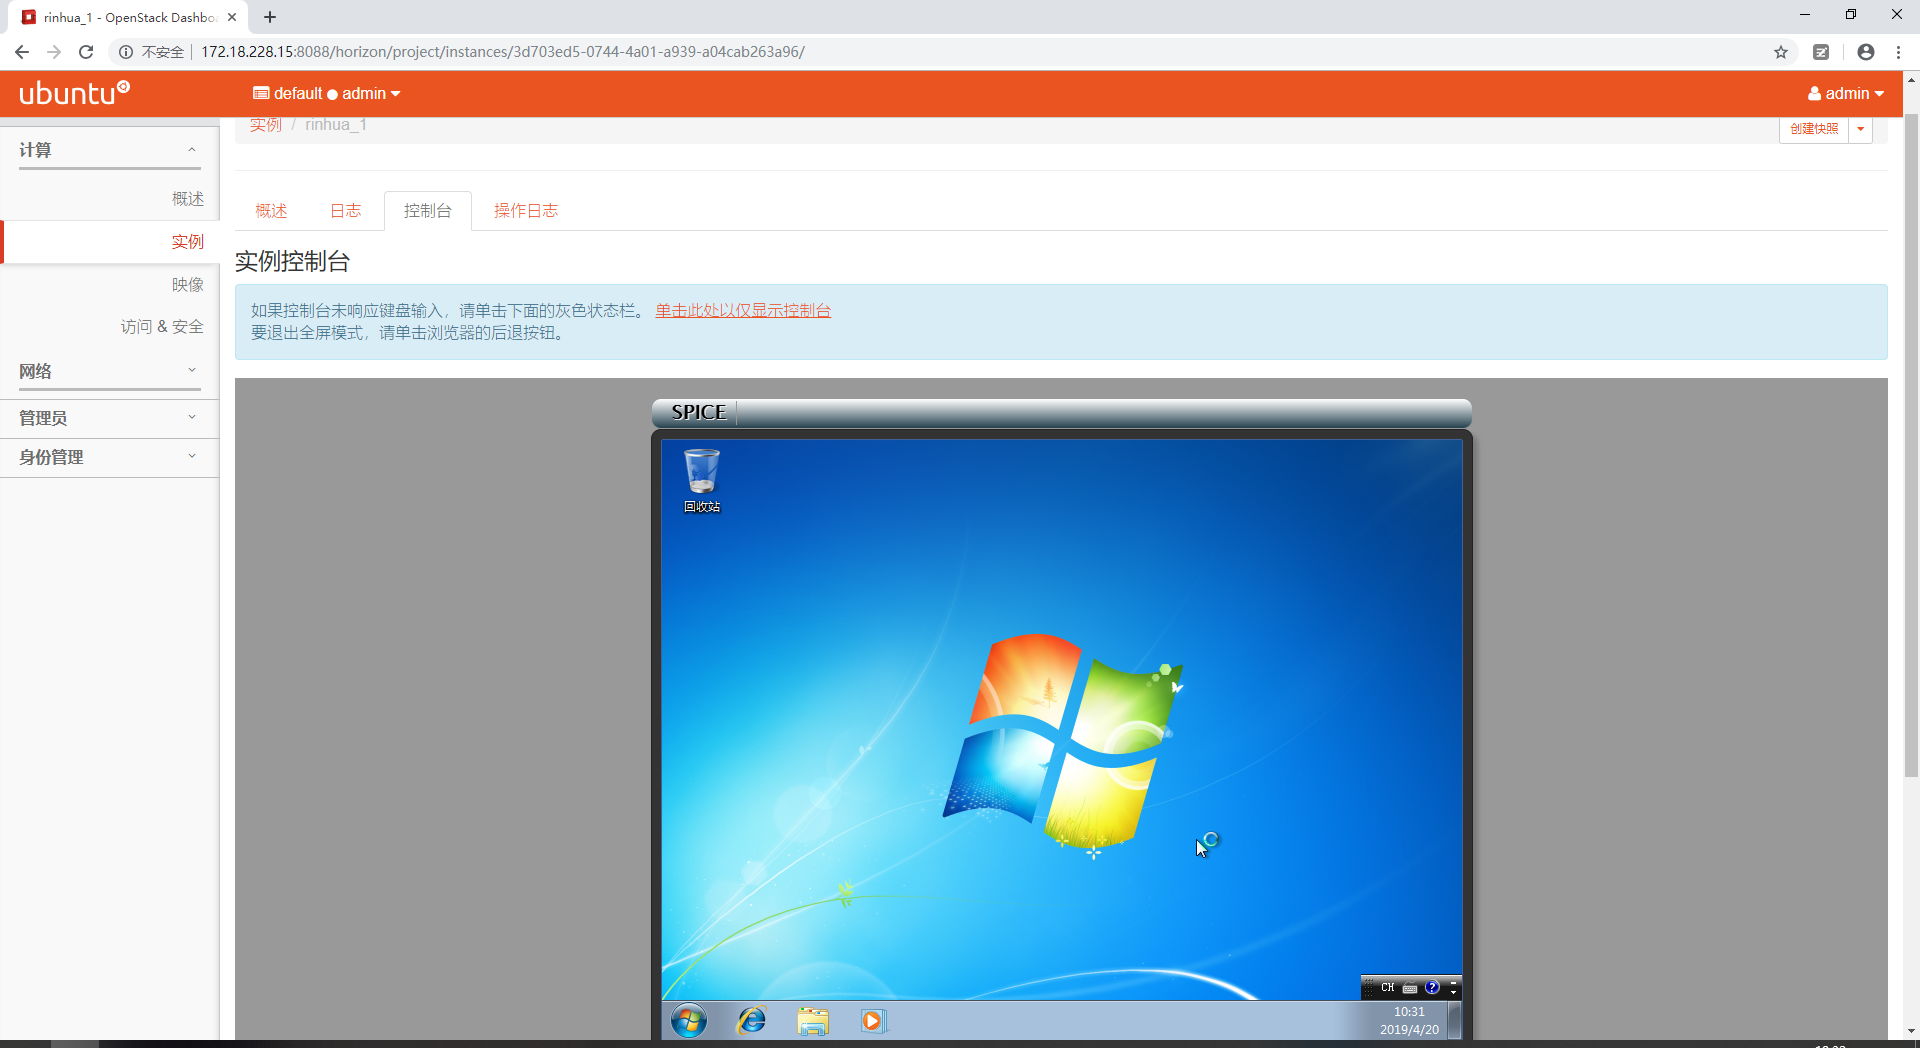 rinhua_1 - OpenStack Dashbo
不安全
172.18.228.15:8088/horizon/project/instances/3d703ed5-0744-4a01-a939-a04cab263a96/
ubuntu
default admin
admin
实例 / rinhua_1
创建快照
计算
概述
实例
映像
访问 & 安全
网络
管理员
身份管理
概述
日志
控制台
操作日志
实例控制台
如果控制台未响应键盘输入，请单击下面的灰色状态栏。 单击此处以仅显示控制台
要退出全屏模式，请单击浏览器的后退按钮。
SPICE
回收站
CH
10:31
2019/4/20